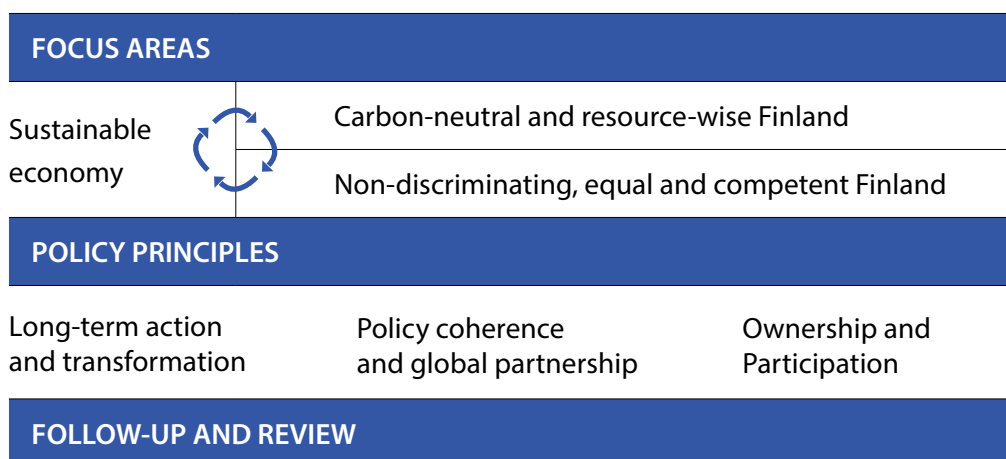 FOCUS AREAS
Sustainable
economy
Carbon-neutral and resource-wise Finland
Non-discriminating, equal and competent Finland
POLICY PRINCIPLES
Long-term action
and transformation
Policy coherence
and global partnership
Ownership and
Participation
FOLLOW-UP AND REVIEW